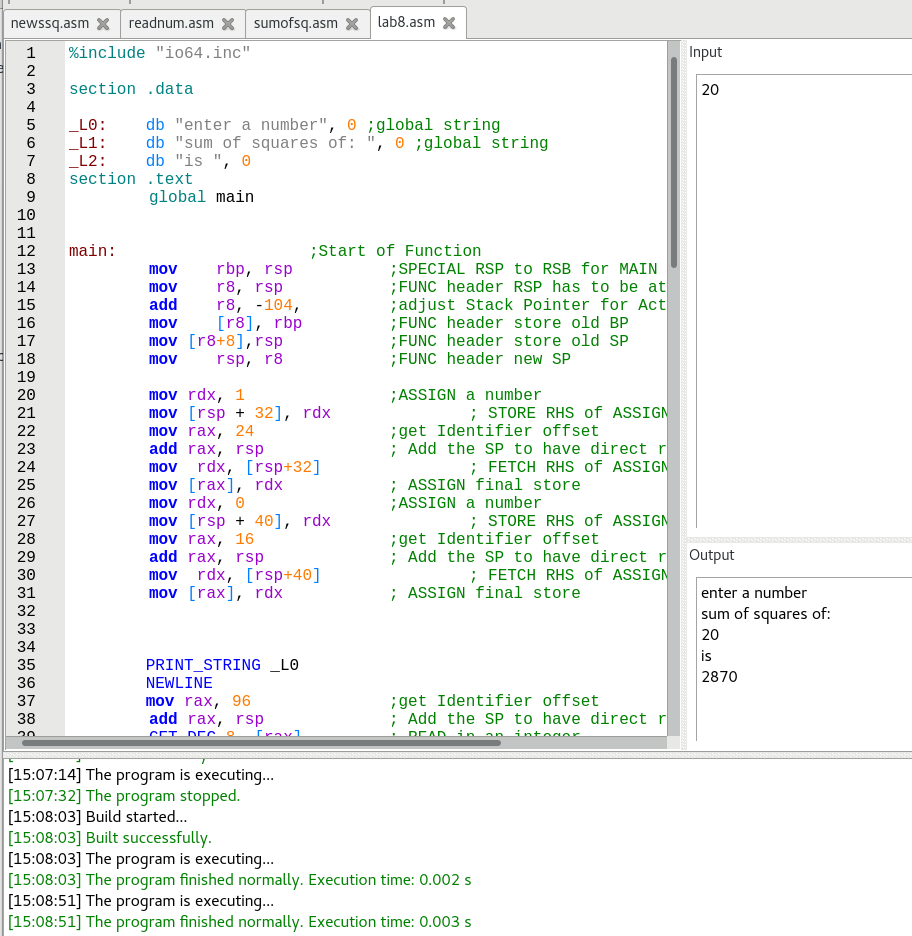 newssq.asm readnum.asm sumofsq.asm lab8.asm
1 %include "io64.inc"
2
3 section .data
4
5 _L0: db "enter a number", 0 ;global string
6 _L1: db "sum of squares of: ", 0 ;global string
7 _L2: db "is ", 0
8 section .text
9 global main
10
11
12 main: ;Start of Function
13 mov rbp, rsp ;SPECIAL RSP to RSB for MAIN
14 mov r8, rsp ;FUNC header RSP has to be at
15 add r8, -104, ;adjust Stack Pointer for Act
16 mov [r8], rbp ;FUNC header store old BP
17 mov [r8+8],rsp ;FUNC header store old SP
18 mov rsp, r8 ;FUNC header new SP
19
20 mov rdx, 1 ;ASSIGN a number
21 mov [rsp + 32], rdx ; STORE RHS of ASSIGN
22 mov rax, 24 ;get Identifier offset
23 add rax, rsp ; Add the SP to have direct r
24 mov rdx, [rsp+32] ; FETCH RHS of ASSIGN
25 mov [rax], rdx ; ASSIGN final store
26 mov rdx, 0 ;ASSIGN a number
27 mov [rsp + 40], rdx ; STORE RHS of ASSIGN
28 mov rax, 16 ;get Identifier offset
29 add rax, rsp ; Add the SP to have direct r
30 mov rdx, [rsp+40] ; FETCH RHS of ASSIGN
31 mov [rax], rdx ; ASSIGN final store
32
33
34
35 PRINT_STRING _L0
36 NEWLINE
37 mov rax, 96 ;get Identifier offset
38 add rax, rsp ; Add the SP to have direct r
39 GET_DEC 8, [rax] ; READ in an integer
Input
20
Output
enter a number
sum of squares of:
20
is
2870
[15:07:14] The program is executing...
[15:07:32] The program stopped.
[15:08:03] Build started...
[15:08:03] Built successfully.
[15:08:03] The program is executing...
[15:08:03] The program finished normally. Execution time: 0.002 s
[15:08:51] The program is executing...
[15:08:51] The program finished normally. Execution time: 0.003 s